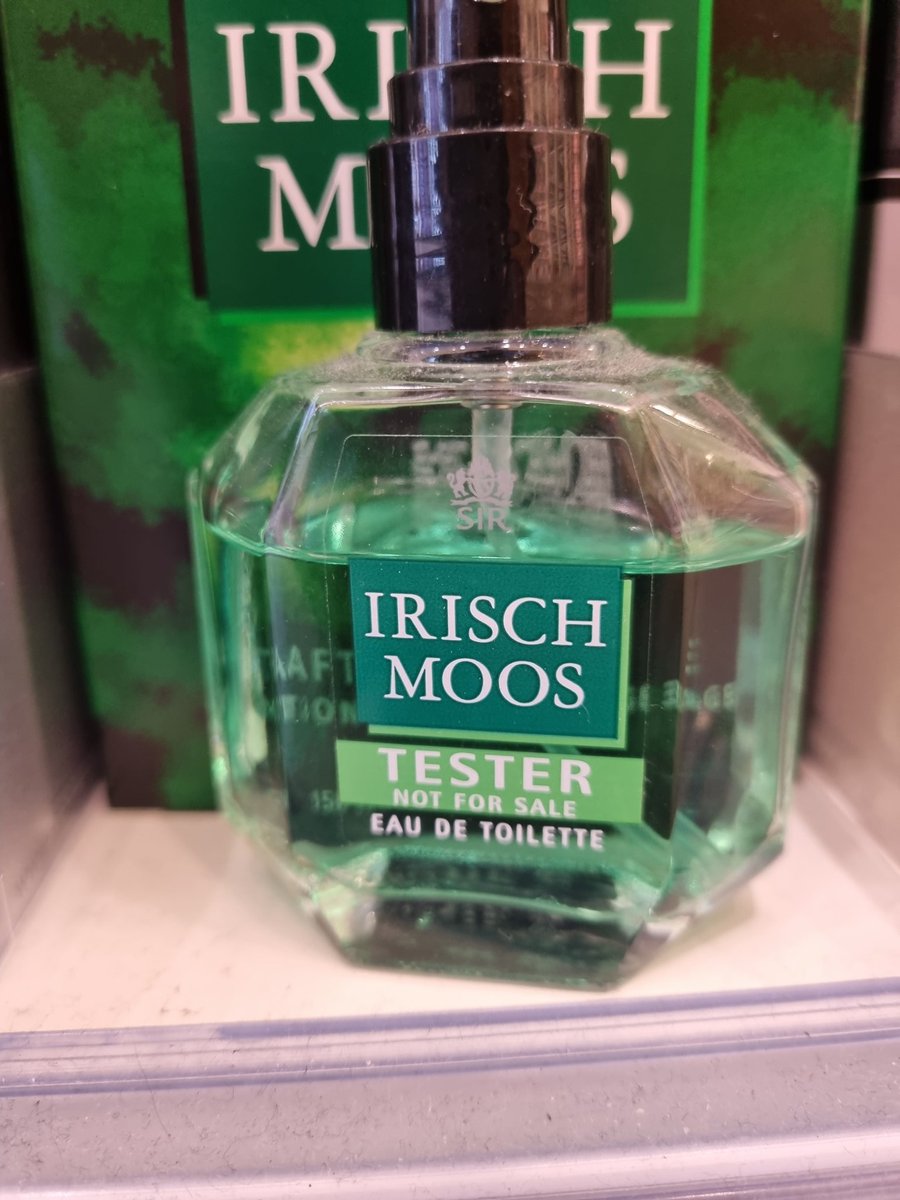 IRISCH
MOOS
SIR
IRISCH
MOOS
TESTER
NOT FOR SALE
EAU DE TOILETTE